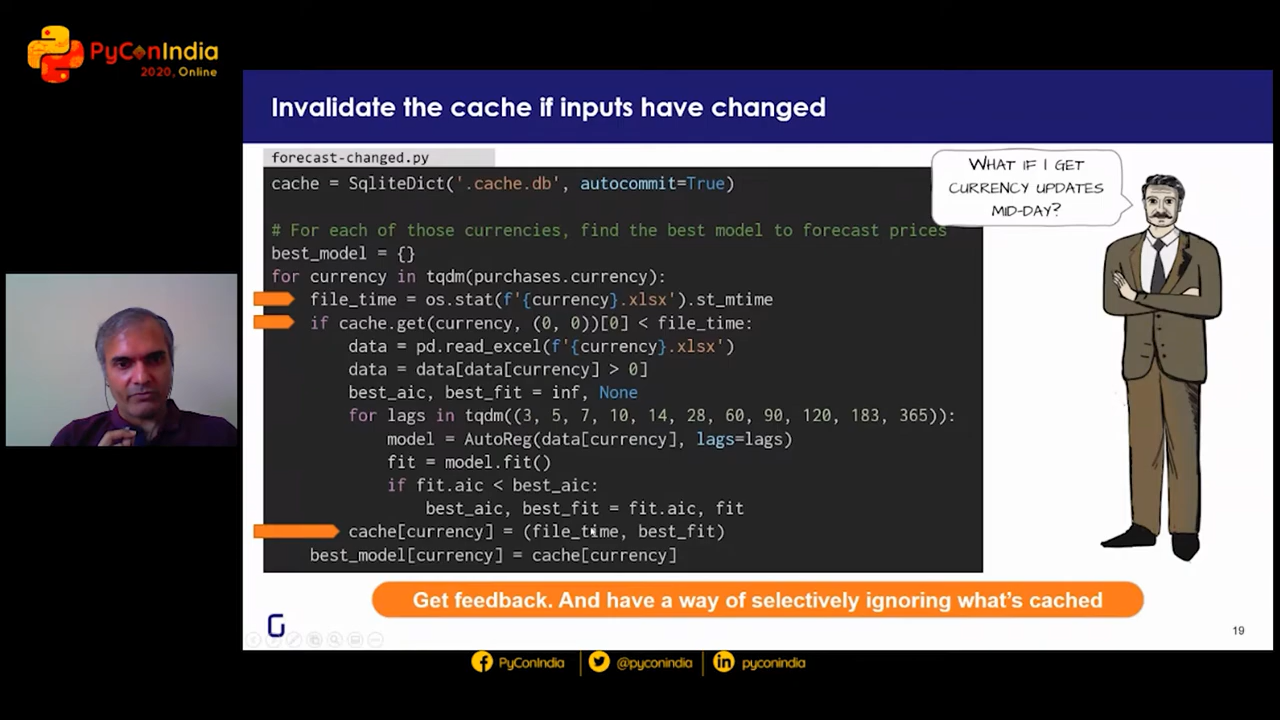 PyConIndia
2020, Online
Invalidate the cache if inputs have changed
forecast-changed.py
cache = SqliteDict('.cache.db', autocommit=True)
# For each of those currencies, find the best model to forecast prices
best_model = {}
for currency in tqdm(purchases.currency):
    file_time = os.stat(f'{currency}.xlsx').st_mtime
    if cache.get(currency, (0, 0))[0] < file_time:
        data = pd.read_excel(f'{currency}.xlsx')
        data = data[data[currency] > 0]
        best_aic, best_fit = inf, None
        for lags in tqdm((3, 5, 7, 10, 14, 28, 60, 90, 120, 183, 365)):
            model = AutoReg(data[currency], lags=lags)
            fit = model.fit()
            if fit.aic < best_aic:
                best_aic, best_fit = fit.aic, fit
        cache[currency] = (file_time, best_fit)
    best_model[currency] = cache[currency]
WHAT IF I GET
CURRENCY UPDATES
MID-DAY?
Get feedback. And have a way of selectively ignoring what's cached
19
PyConIndia
@pyconindia
pyconindia